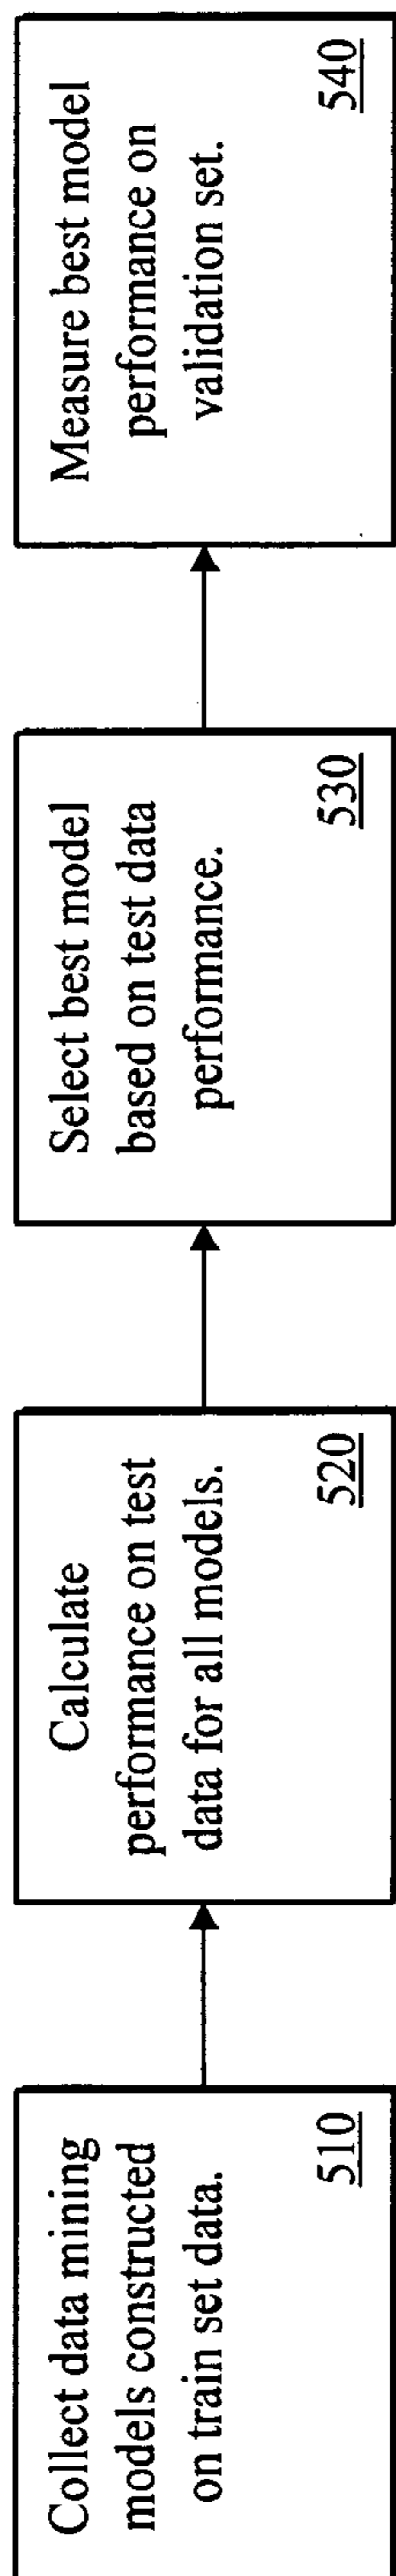 Collect data mining
models constructed
on train set data.
510
Calculate
performance on test
data for all models.
520
Select best model
based on test data
performance.
530
Measure best model
performance on
validation set.
540